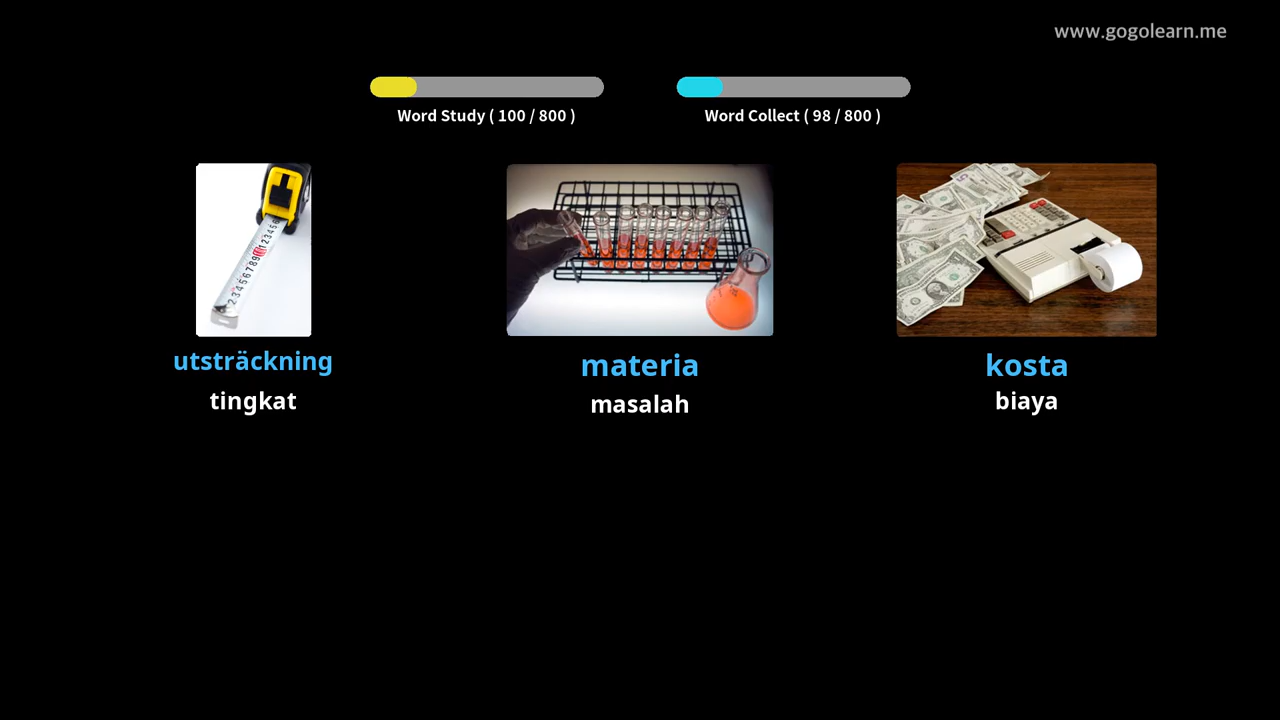 www.gogolearn.me
Word Study ( 100 / 800 )
Word Collect ( 98 / 800 )
utsträckning
tingkat
materia
masalah
kosta
biaya